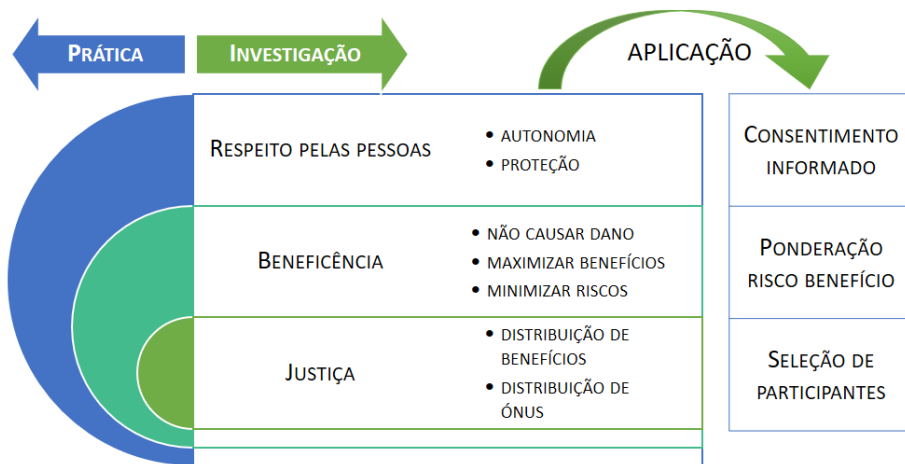 PRÁTICA
INVESTIGAÇÃO
APLICAÇÃO
RESPEITO PELAS PESSOAS
• AUTONOMIA
• PROTEÇÃO
CONSENTIMENTO
INFORMADO
BENEFICÊNCIA
• NÃO CAUSAR DANO
• MAXIMIZAR BENEFÍCIOS
• MINIMIZAR RISCOS
PONDERAÇÃO
RISCO BENEFÍCIO
JUSTIÇA
• DISTRIBUIÇÃO DE
BENEFÍCIOS
• DISTRIBUIÇÃO DE
ÓNUS
SELEÇÃO DE
PARTICIPANTES